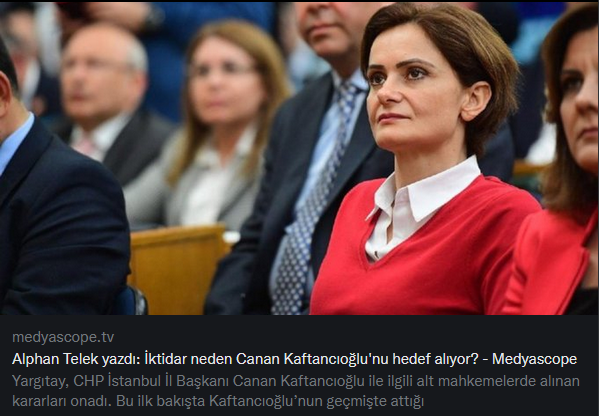 medyascope.tv
Alphan Telek yazdı: İktidar neden Canan Kaftancıoğlu'nu hedef alıyor? - Medyascope
Yargıtay, CHP İstanbul İl Başkanı Canan Kaftancıoğlu ile ilgili alt mahkemelerde alınan
kararları onadı. Bu ilk bakışta Kaftancıoğlu’nun geçmişte attığı